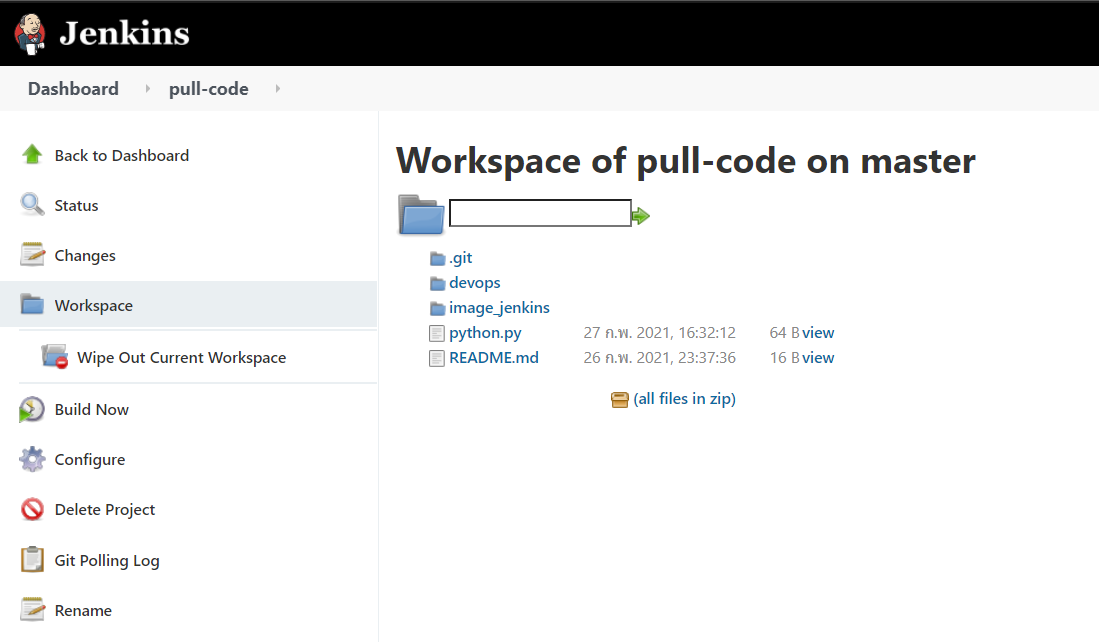 Jenkins
Dashboard
pull-code
Back to Dashboard
Status
Changes
Workspace
Wipe Out Current Workspace
Build Now
Configure
Delete Project
Git Polling Log
Rename
Workspace of pull-code on master
.git
devops
image_jenkins
python.py 27 ก.พ. 2021, 16:32:12 64 B view
README.md 26 ก.พ. 2021, 23:37:36 16 B view
(all files in zip)